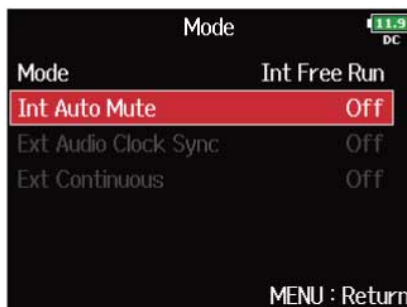 Mode
11.9
DC
Mode Int Free Run
Int Auto Mute Off
Ext Audio Clock Sync Off
Ext Continuous Off
MENU : Return